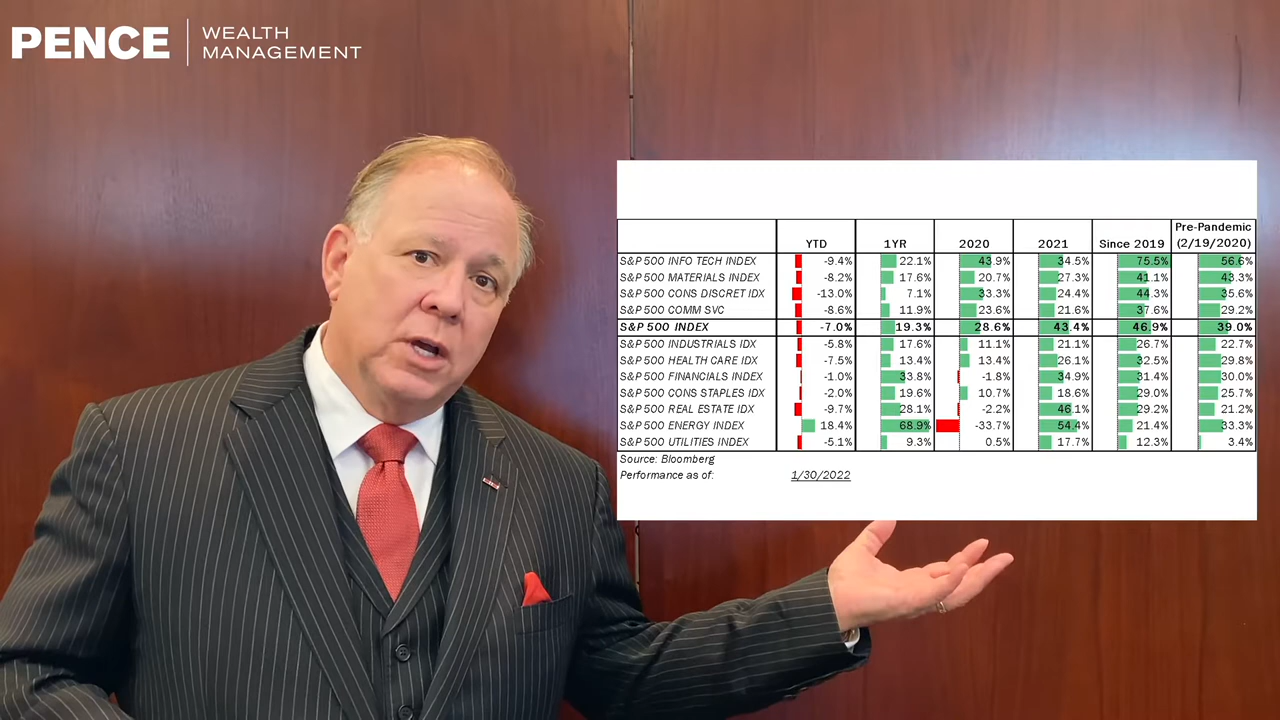 PENCE
WEALTH
MANAGEMENT
Pre-Pandemic
YTD 1YR 2020 2021 Since 2019 (2/19/2020)
S&P 500 INFO TECH INDEX -9.4% 22.1% 43.9% 34.5% 75.5% 56.6%
S&P 500 MATERIALS INDEX -8.2% 17.6% 20.7% 27.3% 41.1% 43.3%
S&P 500 CONS DISCRET IDX -13.0% 7.1% 33.3% 24.4% 44.3% 35.6%
S&P 500 COMM SVC -8.6% 11.9% 23.6% 21.6% 37.6% 29.2%
S&P 500 INDEX -7.0% 19.3% 28.6% 43.4% 46.9% 39.0%
S&P 500 INDUSTRIALS IDX -5.8% 17.6% 11.1% 21.1% 26.7% 22.7%
S&P 500 HEALTH CARE IDX -7.5% 13.4% 13.4% 26.1% 32.5% 29.8%
S&P 500 FINANCIALS INDEX -1.0% 33.8% -1.8% 34.9% 31.4% 30.0%
S&P 500 CONS STAPLES IDX -2.0% 19.6% 10.7% 18.6% 29.0% 25.7%
S&P 500 REAL ESTATE IDX -9.7% 28.1% -2.2% 46.1% 29.2% 21.2%
S&P 500 ENERGY INDEX 18.4% 68.9% -33.7% 54.4% 21.4% 33.3%
S&P 500 UTILITIES INDEX -5.1% 9.3% 0.5% 17.7% 12.3% 3.4%
Source: Bloomberg
Performance as of: 1/30/2022